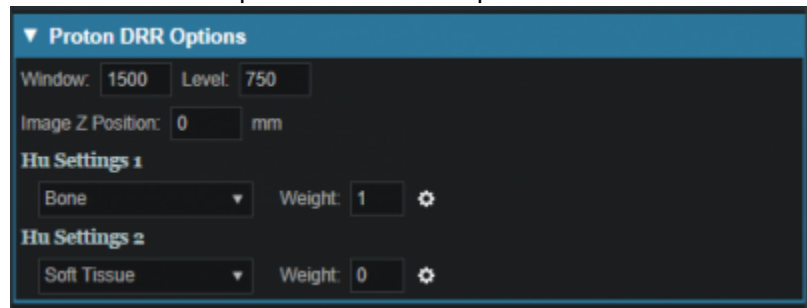 Proton DRR Options
Window: 1500 Level: 750
Image Z Position: 0 mm
Hu Settings 1
Bone Weight: 1
Hu Settings 2
Soft Tissue Weight: 0